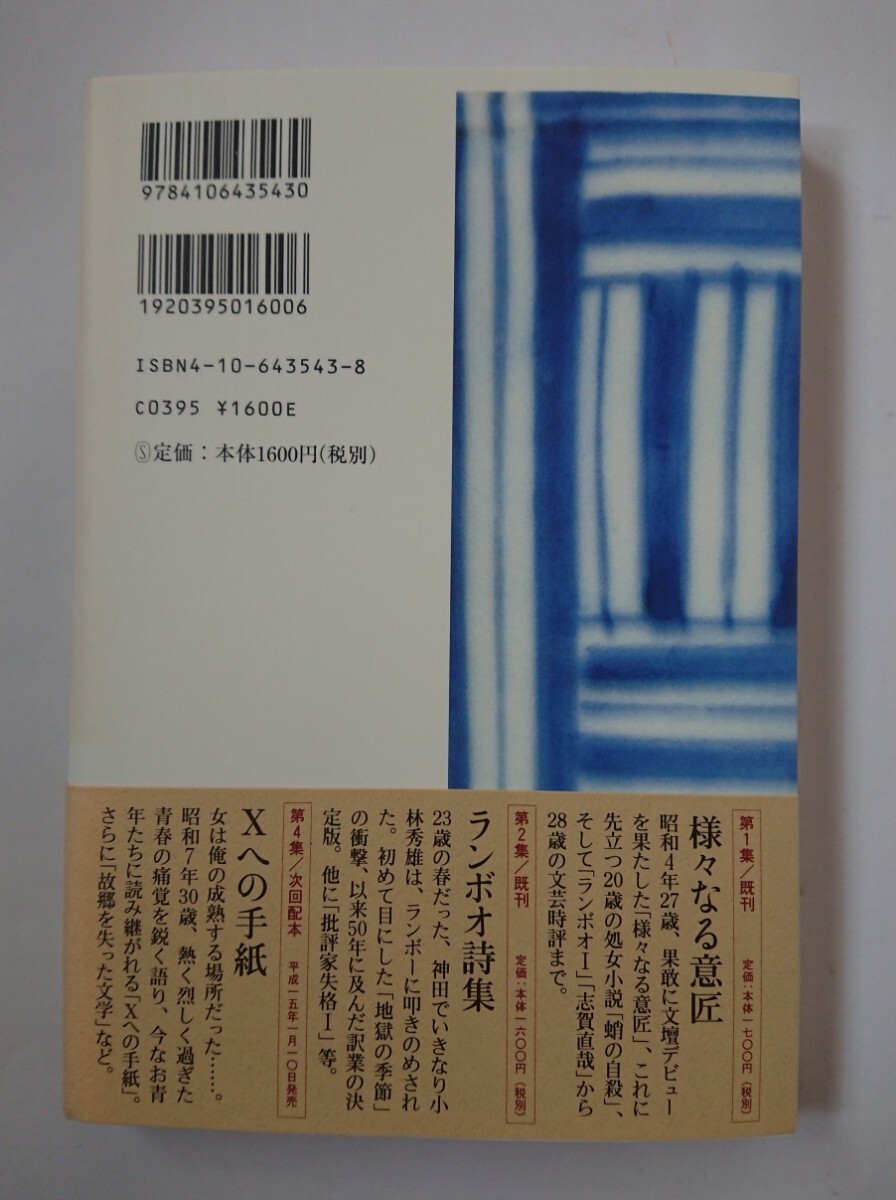 9784106435430
1920395016006
ISBN4-10-643543-8
C0395 ¥1600E
Ⓢ定価：本体1600円(税別)
第1集／既刊
定価：本体一七〇〇円（税別）
様々なる意匠
昭和4年27歳、果敢に文壇デビュー
を果たした「様々なる意匠」、これに
先立つ20歳の処女小説「蛸の自殺」、
そして「ランボオⅠ」「志賀直哉」から
28歳の文芸時評まで。
第2集／既刊
定価：本体一六〇〇円（税別）
ランボオ詩集
23歳の春だった、神田でいきなり小
林秀雄は、ランボーに叩きのめされ
た。初めて目にした「地獄の季節」
の衝撃、以来50年に及んだ訳業の決
定版。他に「批評家失格Ⅰ」等。
第4集／次回配本
平成一五年一月一〇日発売
Xへの手紙
女は俺の成熟する場所だった……。
昭和7年30歳、熱く烈しく過ぎた
青春の痛覚を鋭く語り、今なお青
年たちに読み継がれる「Xへの手紙」。
さらに「故郷を失った文学」など。